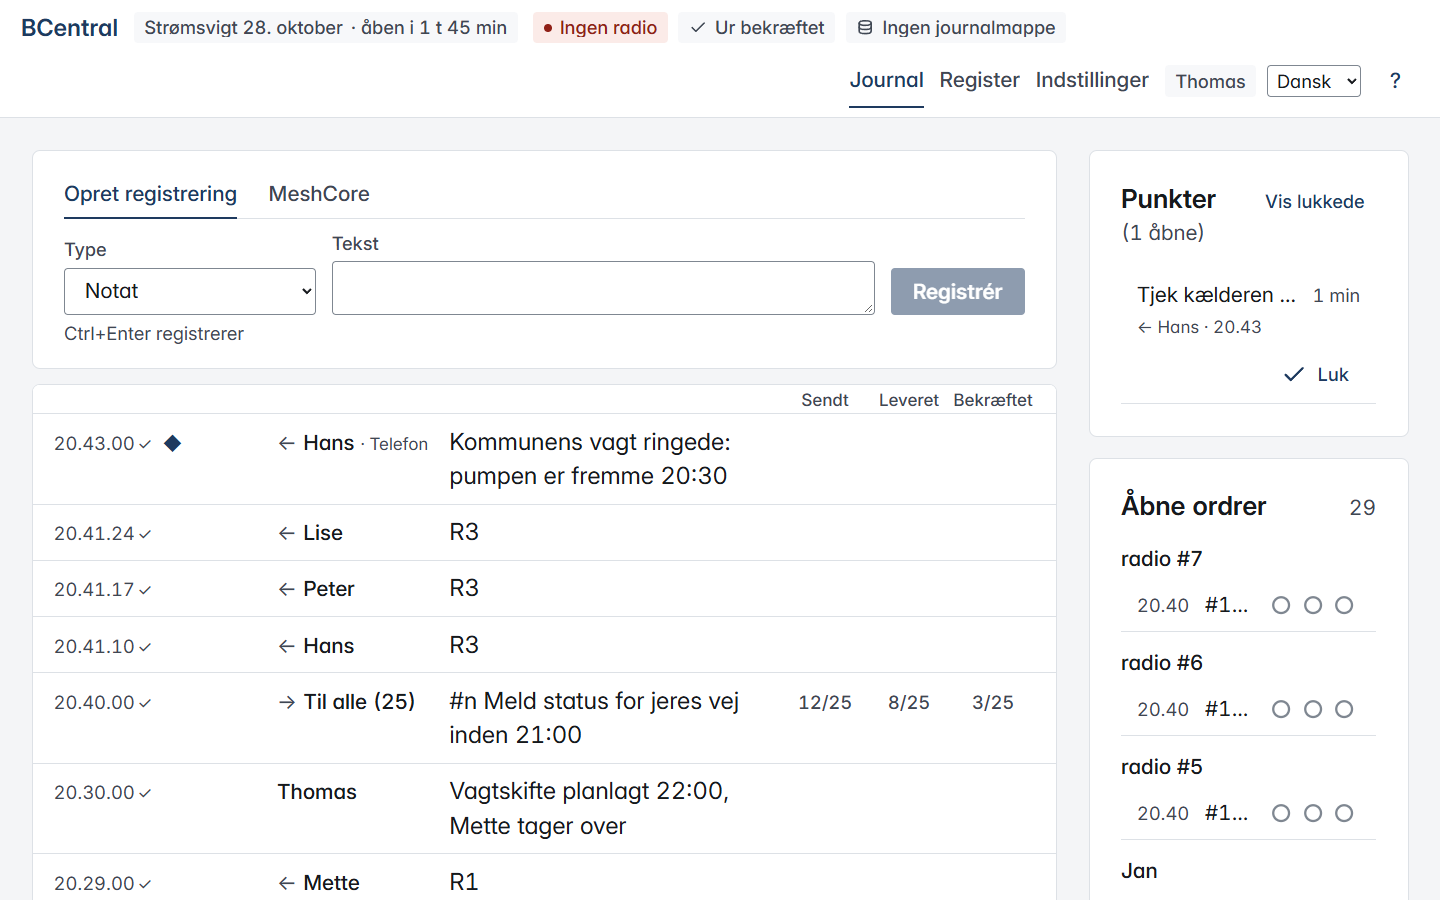 BCentral
Strømsvigt 28. oktober · åben i 1 t 45 min
Ingen radio
Ur bekræftet
Ingen journalmappe
Journal
Register
Indstillinger
Thomas
Dansk
?
Opret registrering
MeshCore
Type
Notat
Tekst
Registrér
Ctrl+Enter registrerer
Sendt Leveret Bekræftet
20.43.00 ← Hans · Telefon Kommunens vagt ringede:
pumpen er fremme 20:30
20.41.24 ← Lise R3
20.41.17 ← Peter R3
20.41.10 ← Hans R3
20.40.00 → Til alle (25) #n Meld status for jeres vej 12/25 8/25 3/25
inden 21:00
20.30.00 Thomas Vagtskifte planlagt 22:00,
Mette tager over
20.29.00 ← Mette R1
Punkter
Vis lukkede
(1 åbne)
Tjek kælderen ... 1 min
← Hans · 20.43
Luk
Åbne ordrer 29
radio #7
20.40 #1...
radio #6
20.40 #1...
radio #5
20.40 #1...
Jan